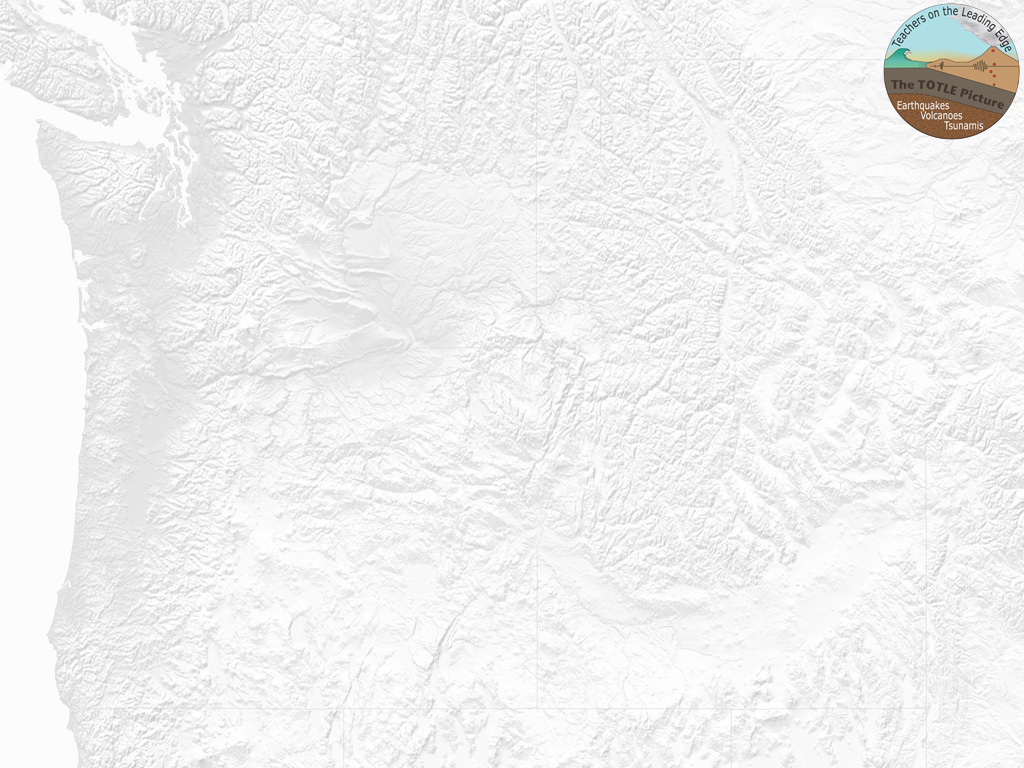 Teachers on the Leading Edge
The TOTLE Picture
Earthquakes
Volcanoes
Tsunamis